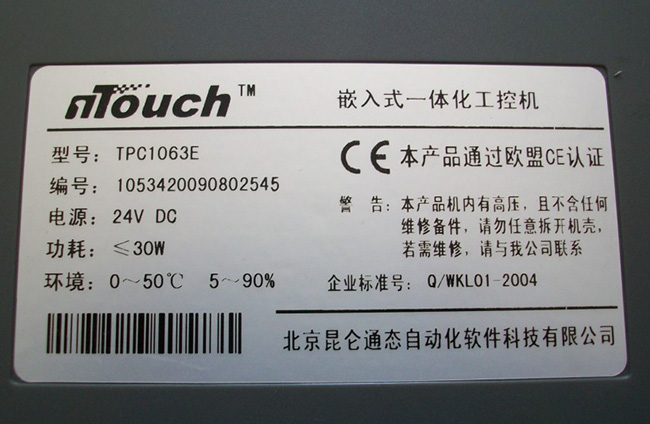 nTouch™
嵌入式一体化工控机
型号: TPC1063E
编号: 1053420090802545
电源: 24V DC
功耗: ≤30W
环境: 0～50℃ 5～90%
CE 本产品通过欧盟CE认证
警 告: 本产品机内有高压, 且不含任何
维修备件, 请勿任意拆开机壳,
若需维修, 请与我公司联系
企业标准号: Q/WKL01-2004
北京昆仑通态自动化软件科技有限公司